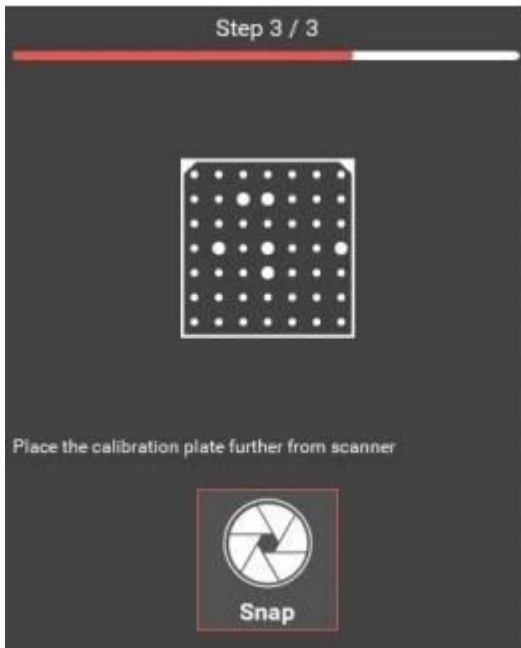 Step 3 / 3
Place the calibration plate further from scanner
Snap